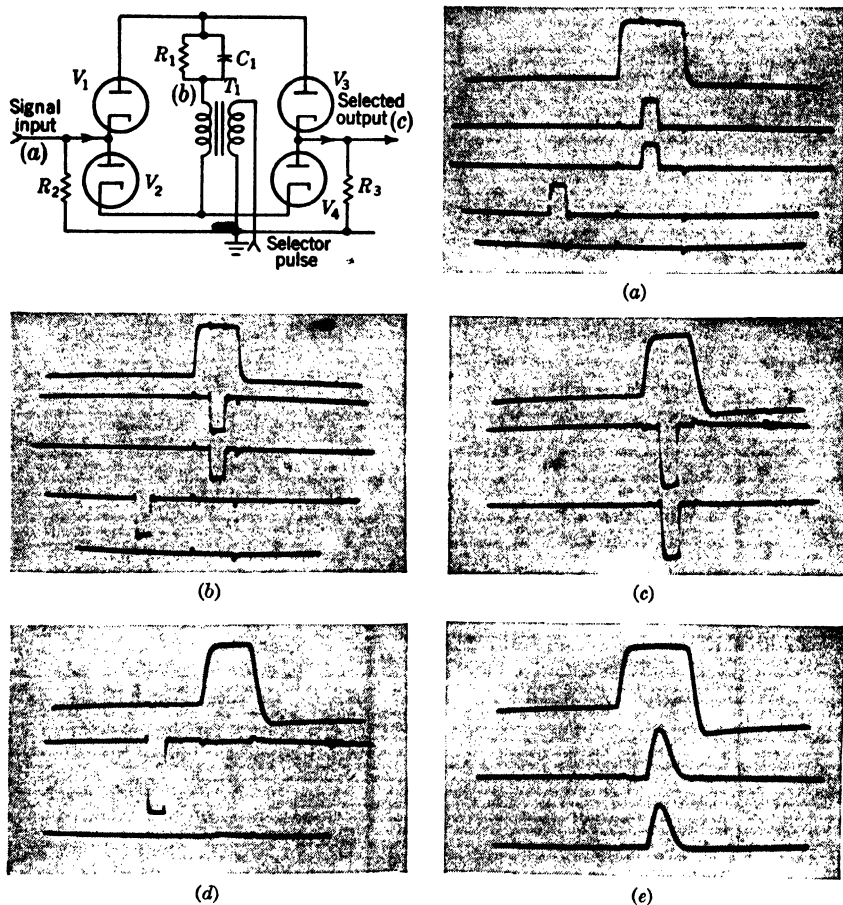 R₁
C₁
V₁
(b)
T₁
V₃
Signal
input
(a)
Selected
output
(c)
R₂
V₂
V₄
R₃
Selector
pulse
(a)
(b)
(c)
(d)
(e)